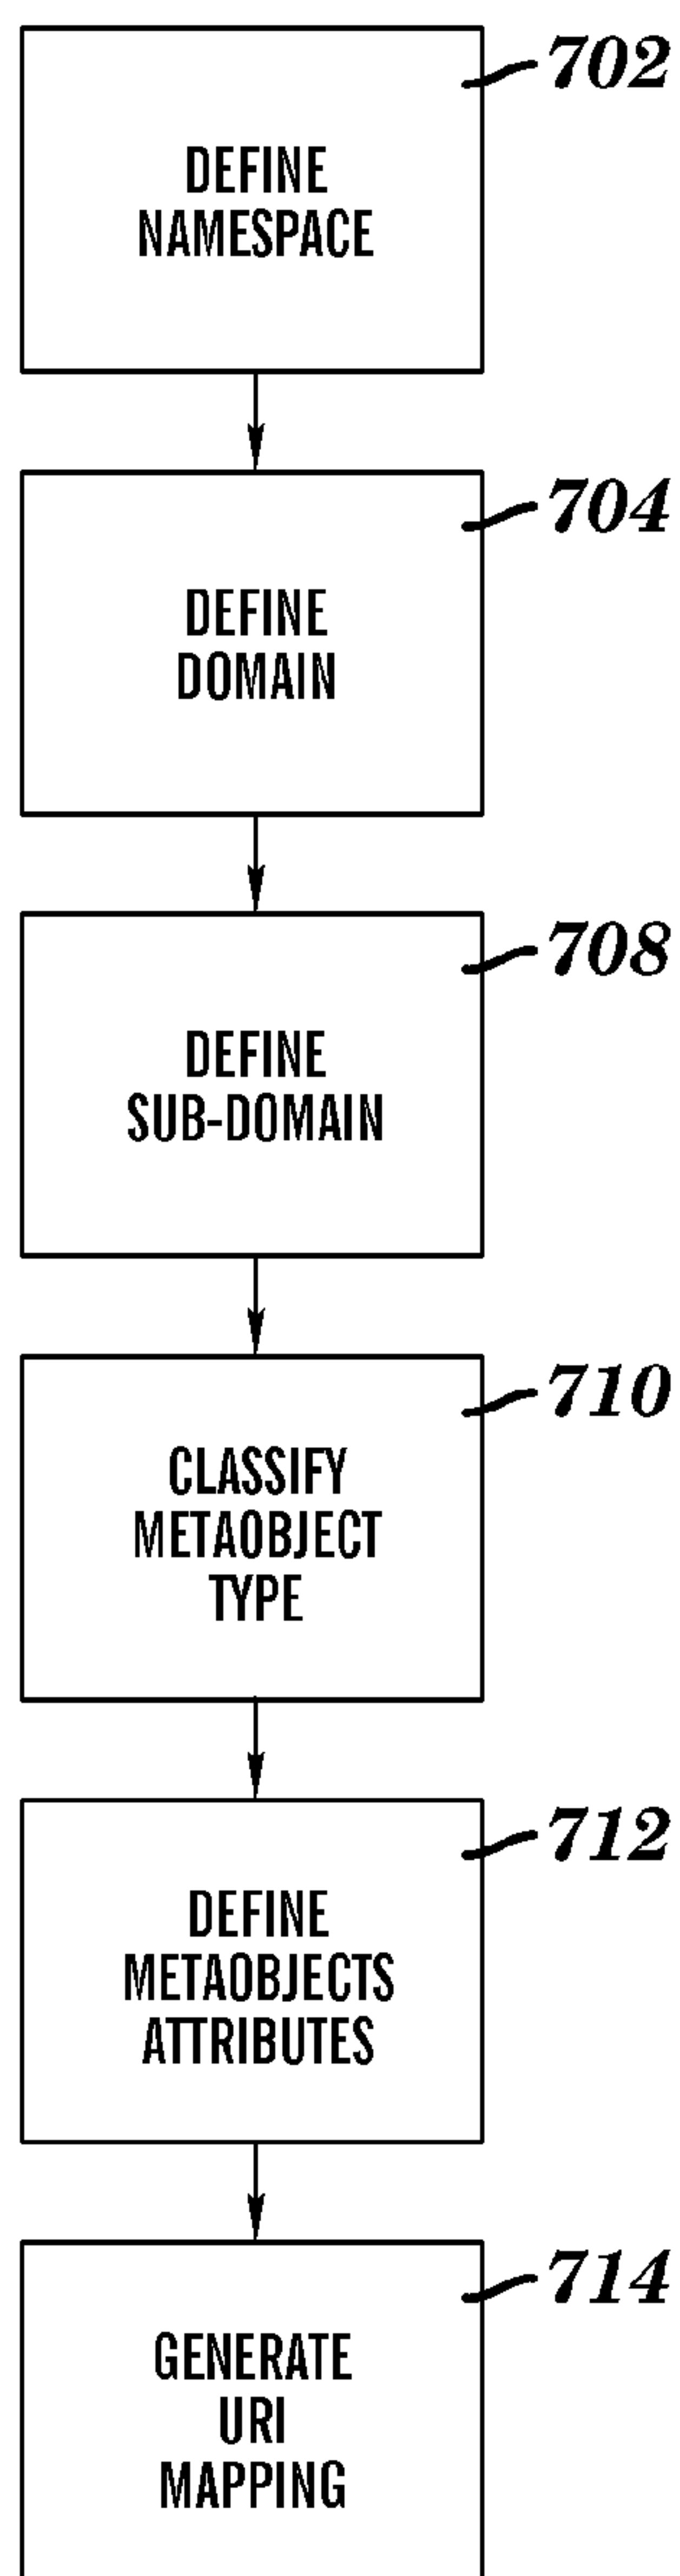 702
DEFINE
NAMESPACE
704
DEFINE
DOMAIN
708
DEFINE
SUB-DOMAIN
710
CLASSIFY
METAOBJECT
TYPE
712
DEFINE
METAOBJECTS
ATTRIBUTES
714
GENERATE
URI
MAPPING